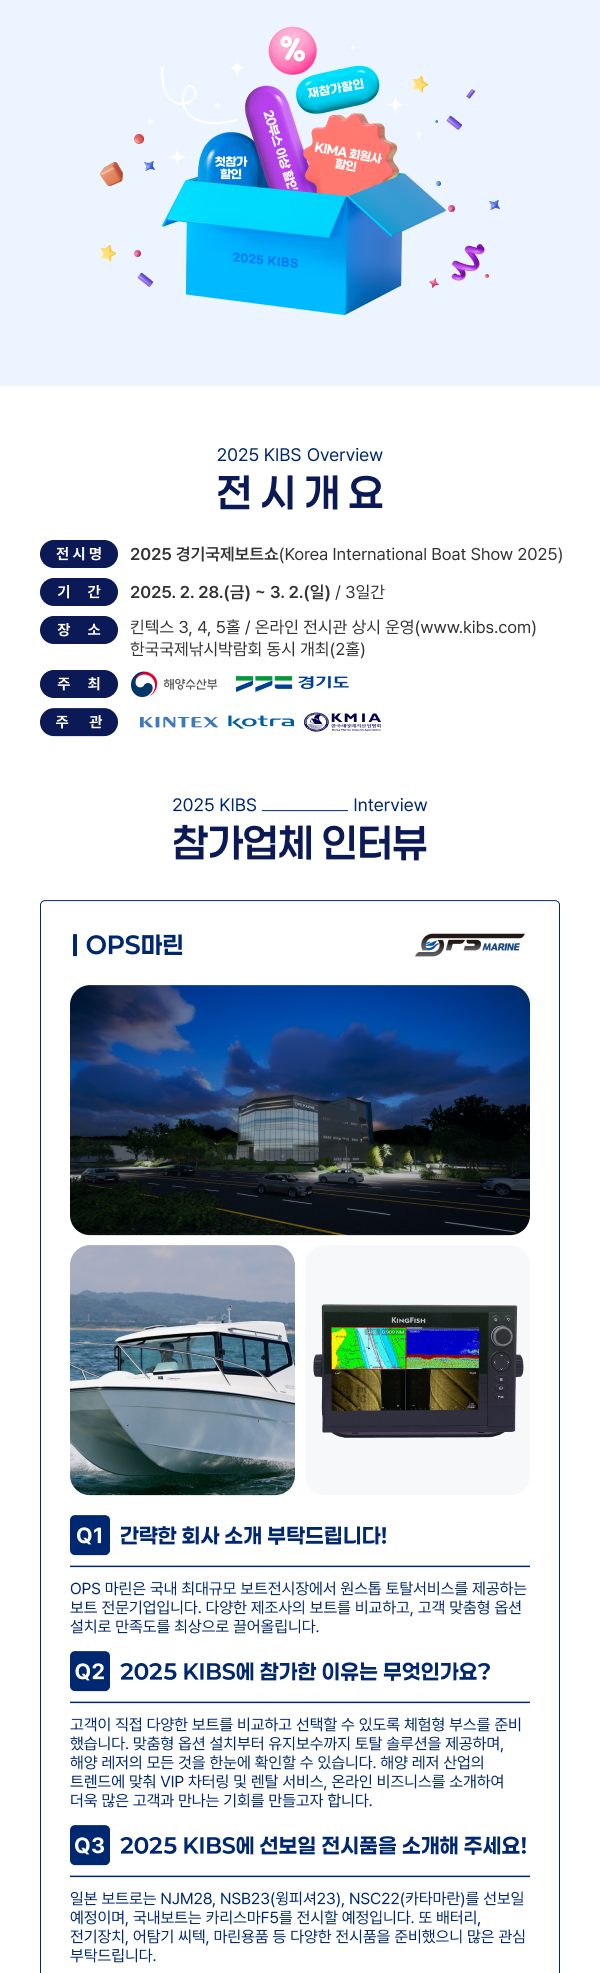 %
재참가할인
20부스 이상 할인
첫참가
할인
KIMA 회원사
할인
2025 KIBS
2025 KIBS Overview
전시개요
전시명 2025 경기국제보트쇼(Korea International Boat Show 2025)
기 간 2025. 2. 28.(금) ~ 3. 2.(일) / 3일간
장 소 킨텍스 3, 4, 5홀 / 온라인 전시관 상시 운영(www.kibs.com)
한국국제낚시박람회 동시 개최(2홀)
주 최 해양수산부 경기도
주 관 KINTEX kotra KMIA
2025 KIBS Interview
참가업체 인터뷰
OPS마린
OPS MARINE
KINGFISH
Q1 간략한 회사 소개 부탁드립니다!
OPS 마린은 국내 최대규모 보트전시장에서 원스톱 토탈서비스를 제공하는
보트 전문기업입니다. 다양한 제조사의 보트를 비교하고, 고객 맞춤형 옵션
설치로 만족도를 최상으로 끌어올립니다.
Q2 2025 KIBS에 참가한 이유는 무엇인가요?
고객이 직접 다양한 보트를 비교하고 선택할 수 있도록 체험형 부스를 준비
했습니다. 맞춤형 옵션 설치부터 유지보수까지 토탈 솔루션을 제공하며,
해양 레저의 모든 것을 한눈에 확인할 수 있습니다. 해양 레저 산업의
트렌드에 맞춰 VIP 차터링 및 렌탈 서비스, 온라인 비즈니스를 소개하여
더욱 많은 고객과 만나는 기회를 만들고자 합니다.
Q3 2025 KIBS에 선보일 전시품을 소개해 주세요!
일본 보트로는 NJM28, NSB23(윙피셔23), NSC22(카타마란)를 선보일
예정이며, 국내보트는 카리스마F5를 전시할 예정입니다. 또 배터리,
전기장치, 어탐기 씨텍, 마린용품 등 다양한 전시품을 준비했으니 많은 관심
부탁드립니다.